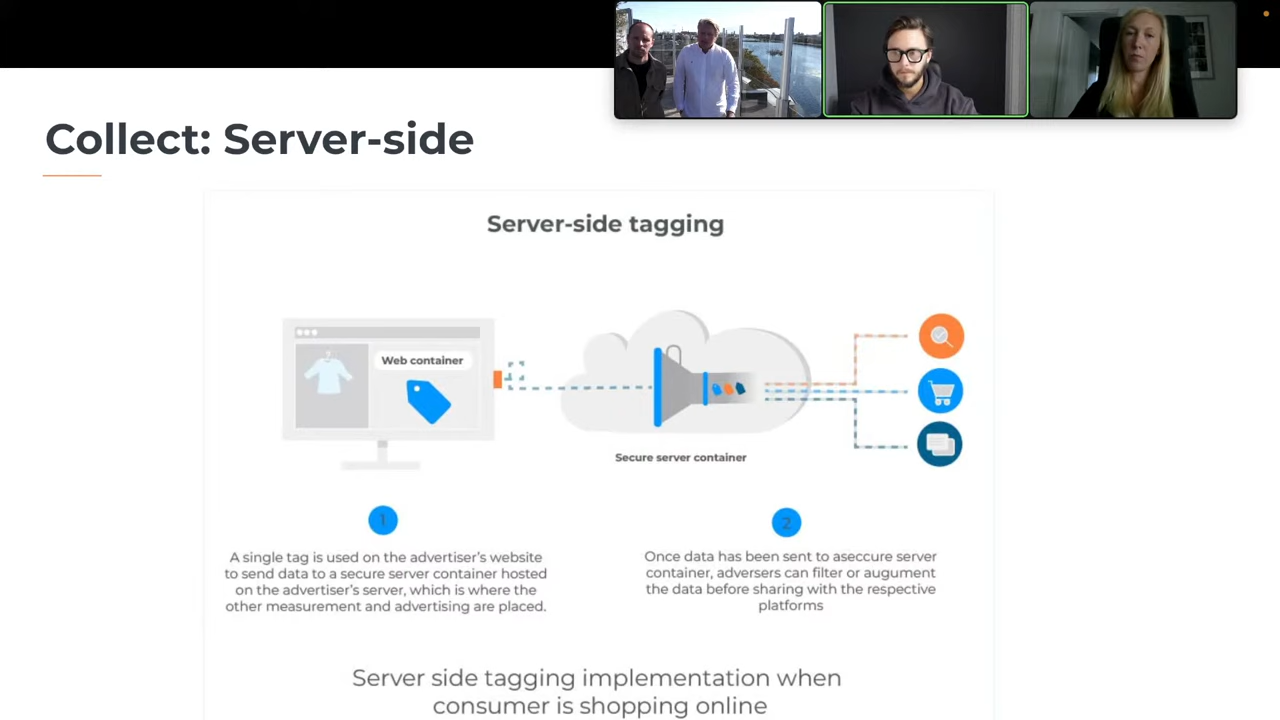 Collect: Server-side
Server-side tagging
Web container
Secure server container
1
A single tag is used on the advertiser's website
to send data to a secure server container hosted
on the advertiser's server, which is where the
other measurement and advertising are placed.
2
Once data has been sent to aseccure server
container, adversers can filter or augument
the data before sharing with the respective
platforms
Server side tagging implementation when
consumer is shopping online